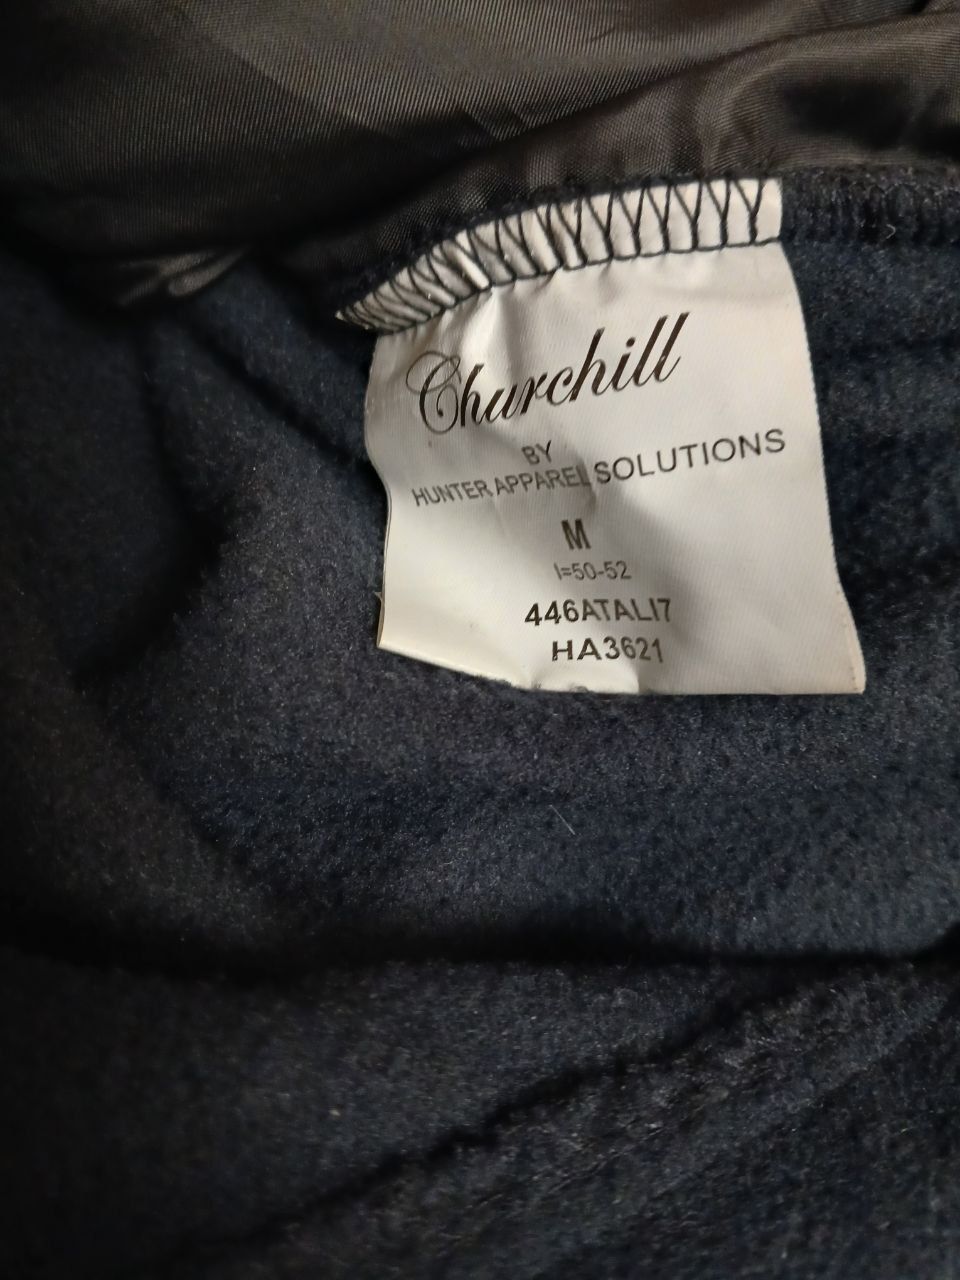 Churchill
BY
HUNTER APPAREL SOLUTIONS
M
I=50-52
446ATALI7
HA3621